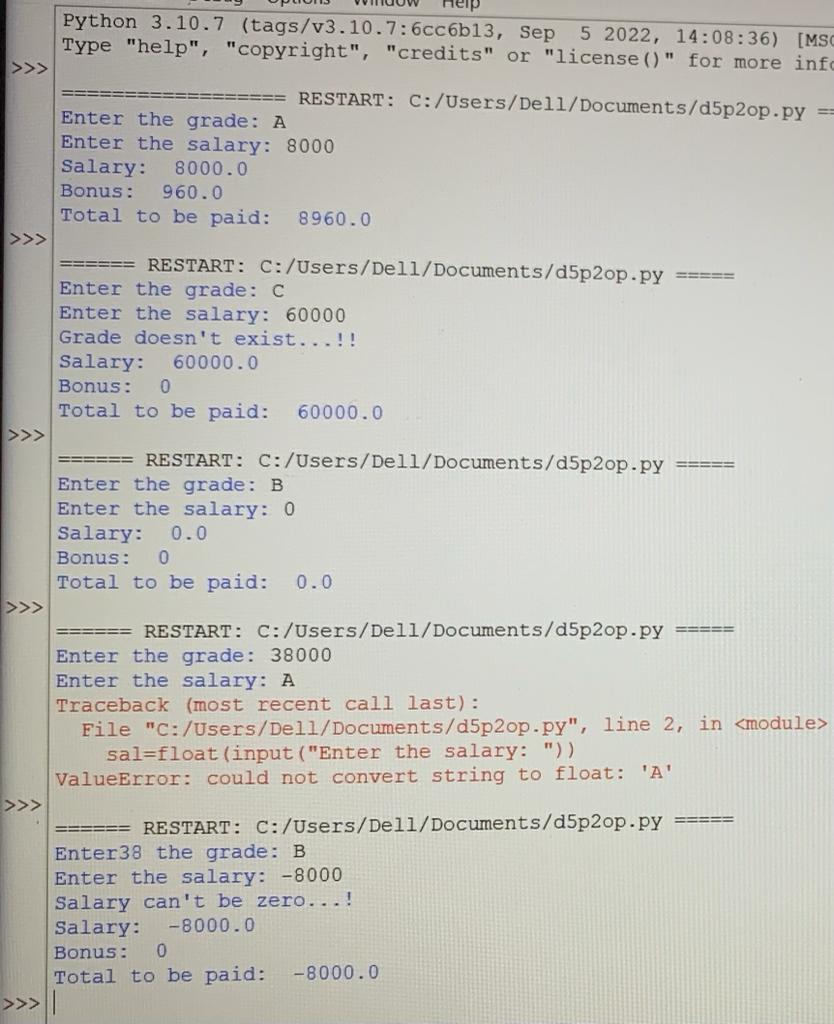 Options Window Help
Python 3.10.7 (tags/v3.10.7:6cc6b13, Sep  5 2022, 14:08:36) [MSC
Type "help", "copyright", "credits" or "license()" for more info
>>>
================== RESTART: C:/Users/Dell/Documents/d5p2op.py ==
Enter the grade: A
Enter the salary: 8000
Salary:  8000.0
Bonus:  960.0
Total to be paid:  8960.0
>>>
====== RESTART: C:/Users/Dell/Documents/d5p2op.py =====
Enter the grade: C
Enter the salary: 60000
Grade doesn't exist...!!
Salary:  60000.0
Bonus:  0
Total to be paid:  60000.0
>>>
====== RESTART: C:/Users/Dell/Documents/d5p2op.py =====
Enter the grade: B
Enter the salary: 0
Salary:  0.0
Bonus:  0
Total to be paid:  0.0
>>>
====== RESTART: C:/Users/Dell/Documents/d5p2op.py =====
Enter the grade: 38000
Enter the salary: A
Traceback (most recent call last):
  File "C:/Users/Dell/Documents/d5p2op.py", line 2, in <module>
    sal=float(input("Enter the salary: "))
ValueError: could not convert string to float: 'A'
>>>
====== RESTART: C:/Users/Dell/Documents/d5p2op.py =====
Enter38 the grade: B
Enter the salary: -8000
Salary can't be zero...!
Salary:  -8000.0
Bonus:  0
Total to be paid:  -8000.0
>>>